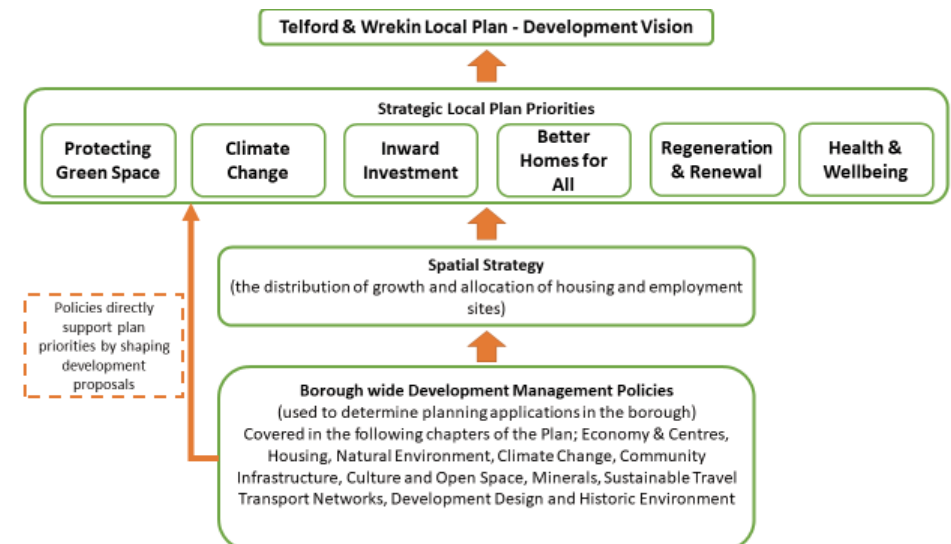 Telford & Wrekin Local Plan - Development Vision
Strategic Local Plan Priorities
Protecting
Green Space
Climate
Change
Inward
Investment
Better
Homes for
All
Regeneration
& Renewal
Health &
Wellbeing
Spatial Strategy
(the distribution of growth and allocation of housing and employment
sites)
Policies directly
support plan
priorities by shaping
development
proposals
Borough wide Development Management Policies
(used to determine planning applications in the borough)
Covered in the following chapters of the Plan; Economy & Centres,
Housing, Natural Environment, Climate Change, Community
Infrastructure, Culture and Open Space, Minerals, Sustainable Travel
Transport Networks, Development Design and Historic Environment